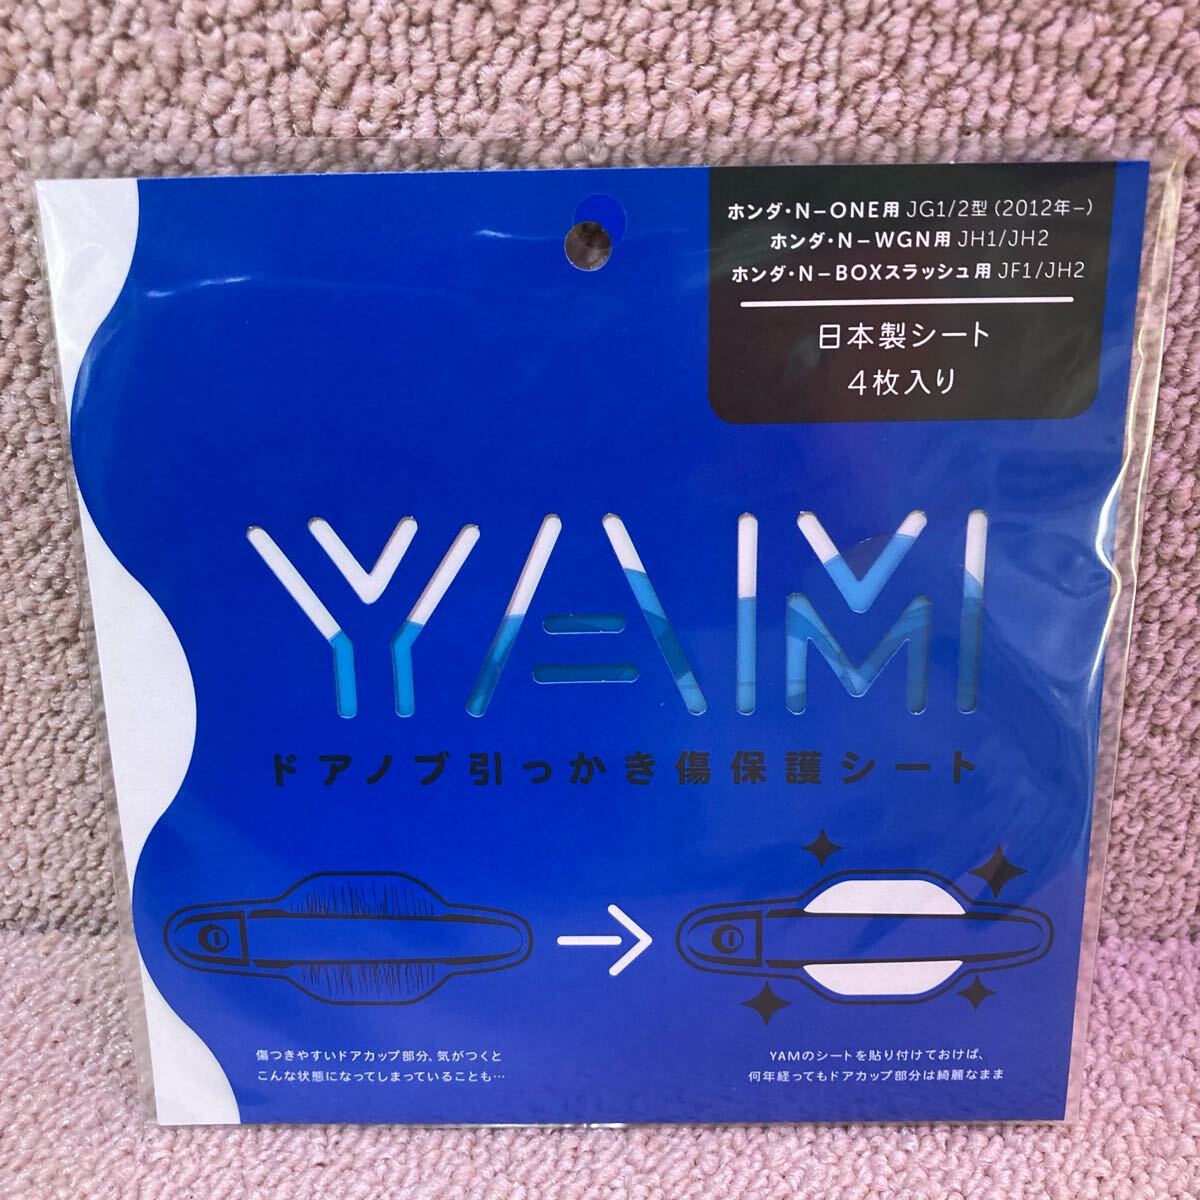 ホンダ・N-ONE用 JG1/2型 (2012年-)
ホンダ・N-WGN用 JH1/JH2
ホンダ・N-BOXスラッシュ用 JF1/JH2
日本製シート
4枚入り
YAM
ドアノブ引っかき傷保護シート
傷つきやすいドアカップ部分、気がつくと
こんな状態になってしまっていることも…
YAMのシートを貼り付けておけば、
何年経ってもドアカップ部分は綺麗なまま